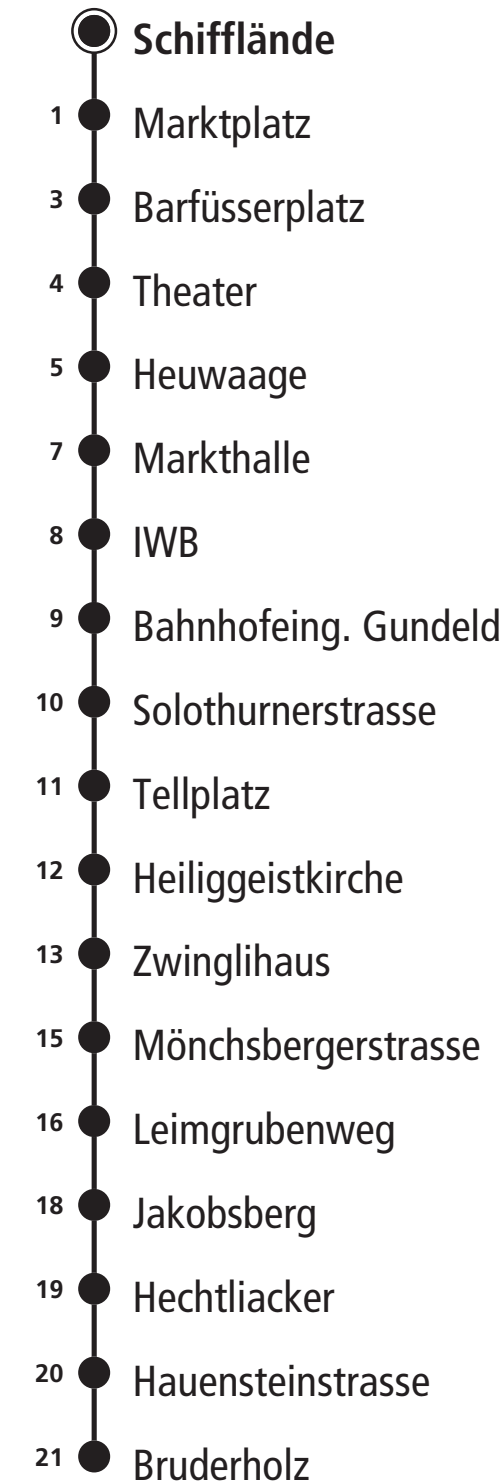 Schifflände
1 Marktplatz
3 Barfüsserplatz
4 Theater
5 Heuwaage
7 Markthalle
8 IWB
9 Bahnhofeing. Gundeld
10 Solothurnerstrasse
11 Tellplatz
12 Heiliggeistkirche
13 Zwinglihaus
15 Mönchsbergerstrasse
16 Leimgrubenweg
18 Jakobsberg
19 Hechtliacker
20 Hauensteinstrasse
21 Bruderholz